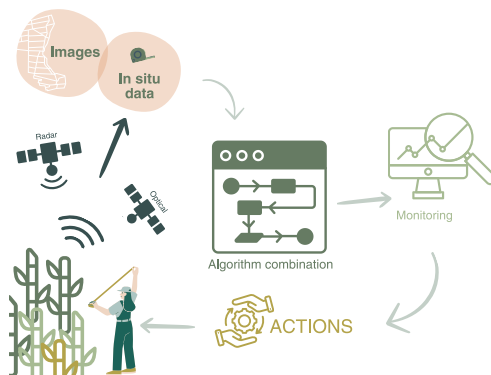 Images
In situ
data
Radar
Optical
Algorithm combination
Monitoring
ACTIONS